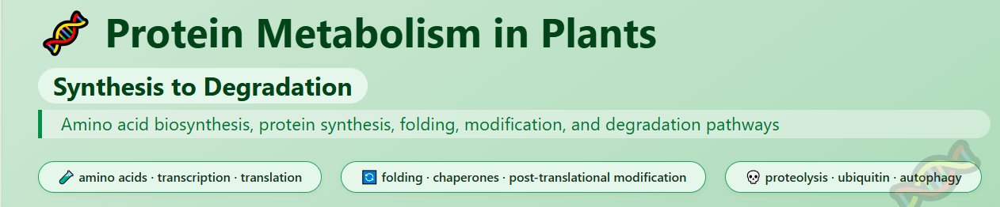 Protein Metabolism in Plants
Synthesis to Degradation
Amino acid biosynthesis, protein synthesis, folding, modification, and degradation pathways
amino acids · transcription · translation
folding · chaperones · post-translational modification
proteolysis · ubiquitin · autophagy